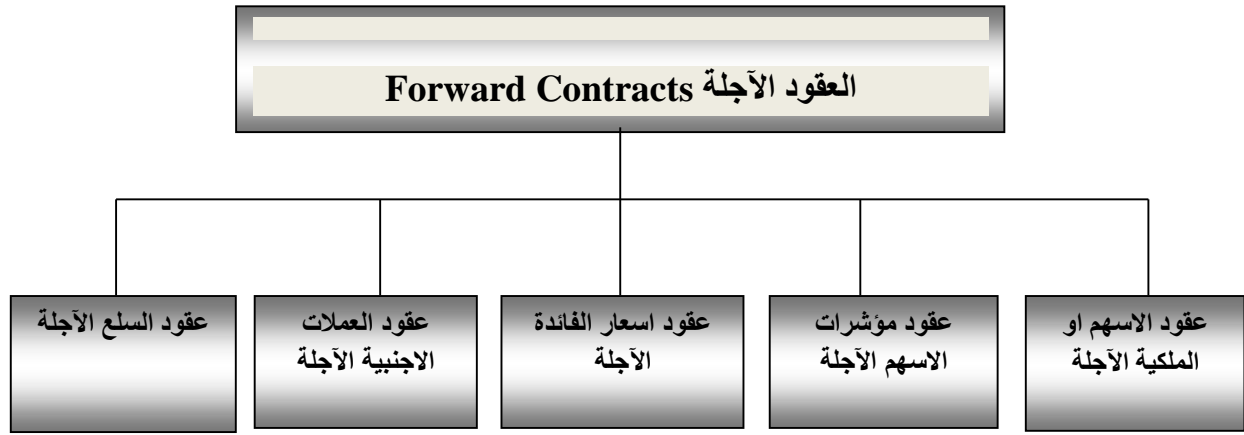 العقود الآجلة Forward Contracts
عقود الاسهم او
الملكية الآجلة
عقود مؤشرات
الاسهم الآجلة
عقود اسعار الفائدة
الآجلة
عقود العملات
الاجنبية الآجلة
عقود السلع الآجلة